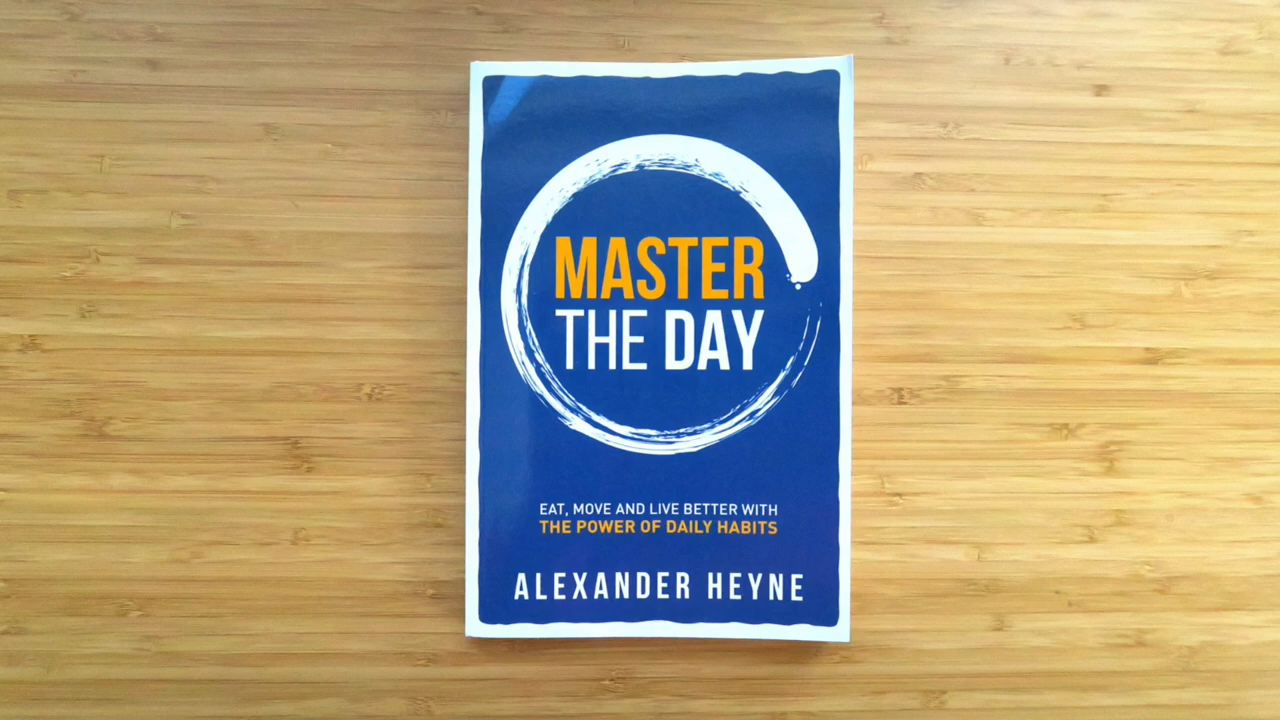 MASTER
THE DAY
EAT, MOVE AND LIVE BETTER WITH
THE POWER OF DAILY HABITS
ALEXANDER HEYNE